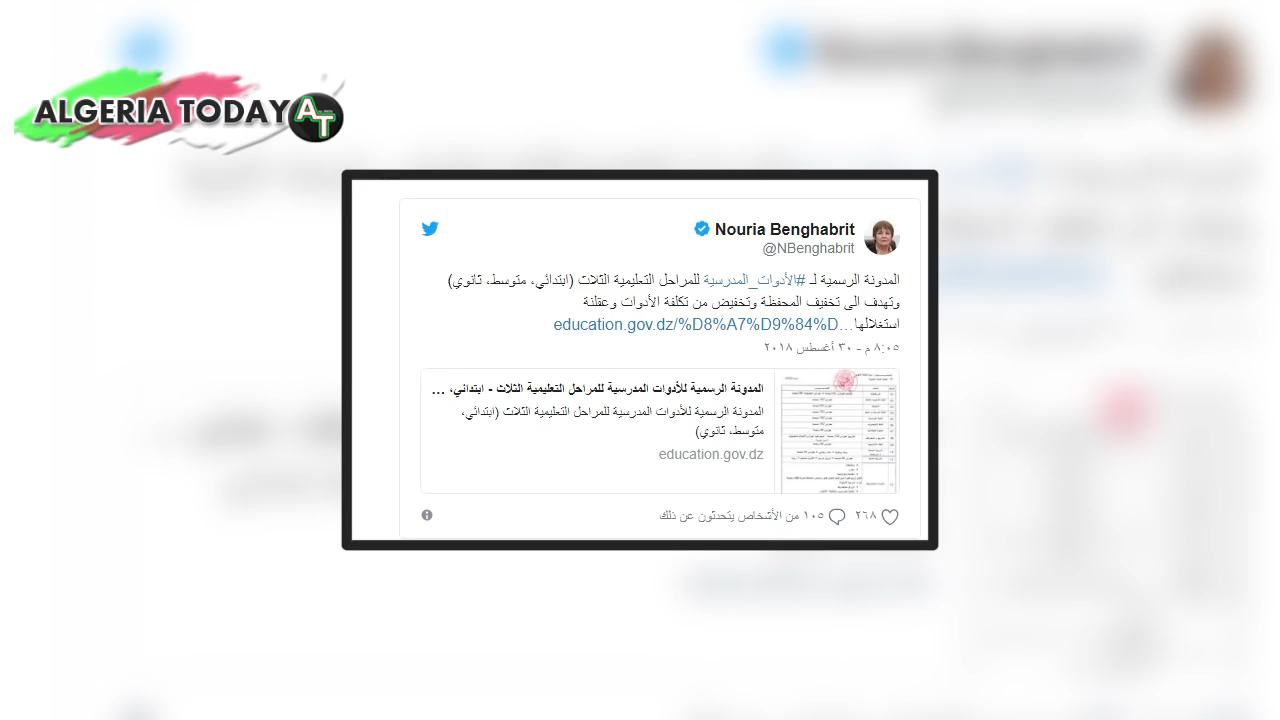 ALGERIA TODAY AT
Nouria Benghabrit
@NBenghabrit
المدونة الرسمية لـ #الأدوات_المدرسية للمراحل التعليمية الثلاث (ابتدائي، متوسط، ثانوي)
وتهدف الى تخفيف المحفظة وتخفيض من تكلفة الأدوات وعقلنة
استغلالها education.gov.dz/%D8%A7%D9%84%D…
٨:٠٥ م - ٣٠ أغسطس ٢٠١٨
المدونة الرسمية للأدوات المدرسية للمراحل التعليمية الثلاث - ابتدائي، ...
المدونة الرسمية للأدوات المدرسية للمراحل التعليمية الثلاث (ابتدائي،
متوسط، ثانوي)
education.gov.dz
٢٦٨ ١٠٥ من الأشخاص يتحدثون عن ذلك